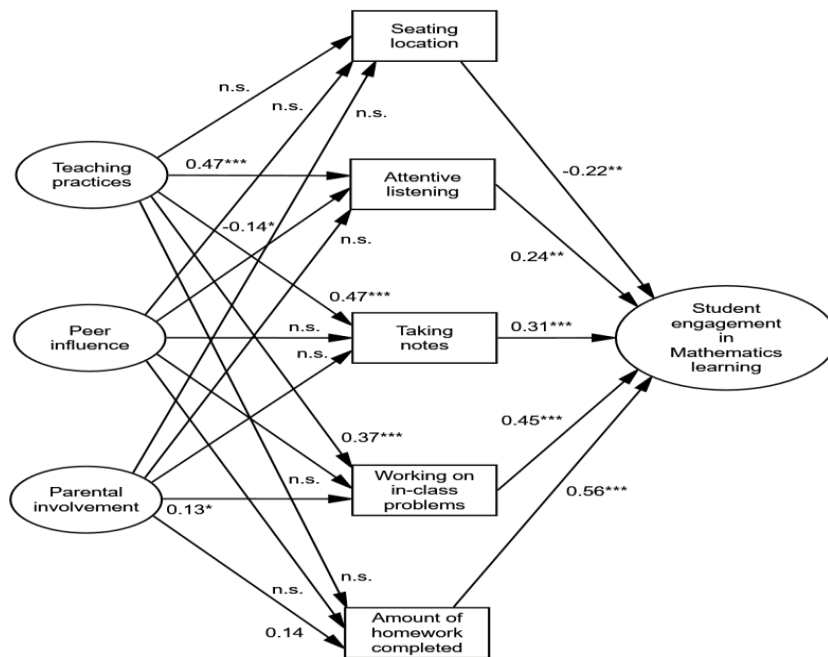 Seating
location
n.s.
n.s.
n.s.
Teaching
practices
0.47***
Attentive
listening
-0.22**
-0.14*
n.s.
0.24**
0.47***
Peer
influence
n.s.
Taking
notes
0.31***
Student
engagement
in
Mathematics
learning
n.s.
0.37***
0.45***
Parental
involvement
n.s.
0.13*
Working on
in-class
problems
0.56***
n.s.
n.s.
0.14
Amount of
homework
completed